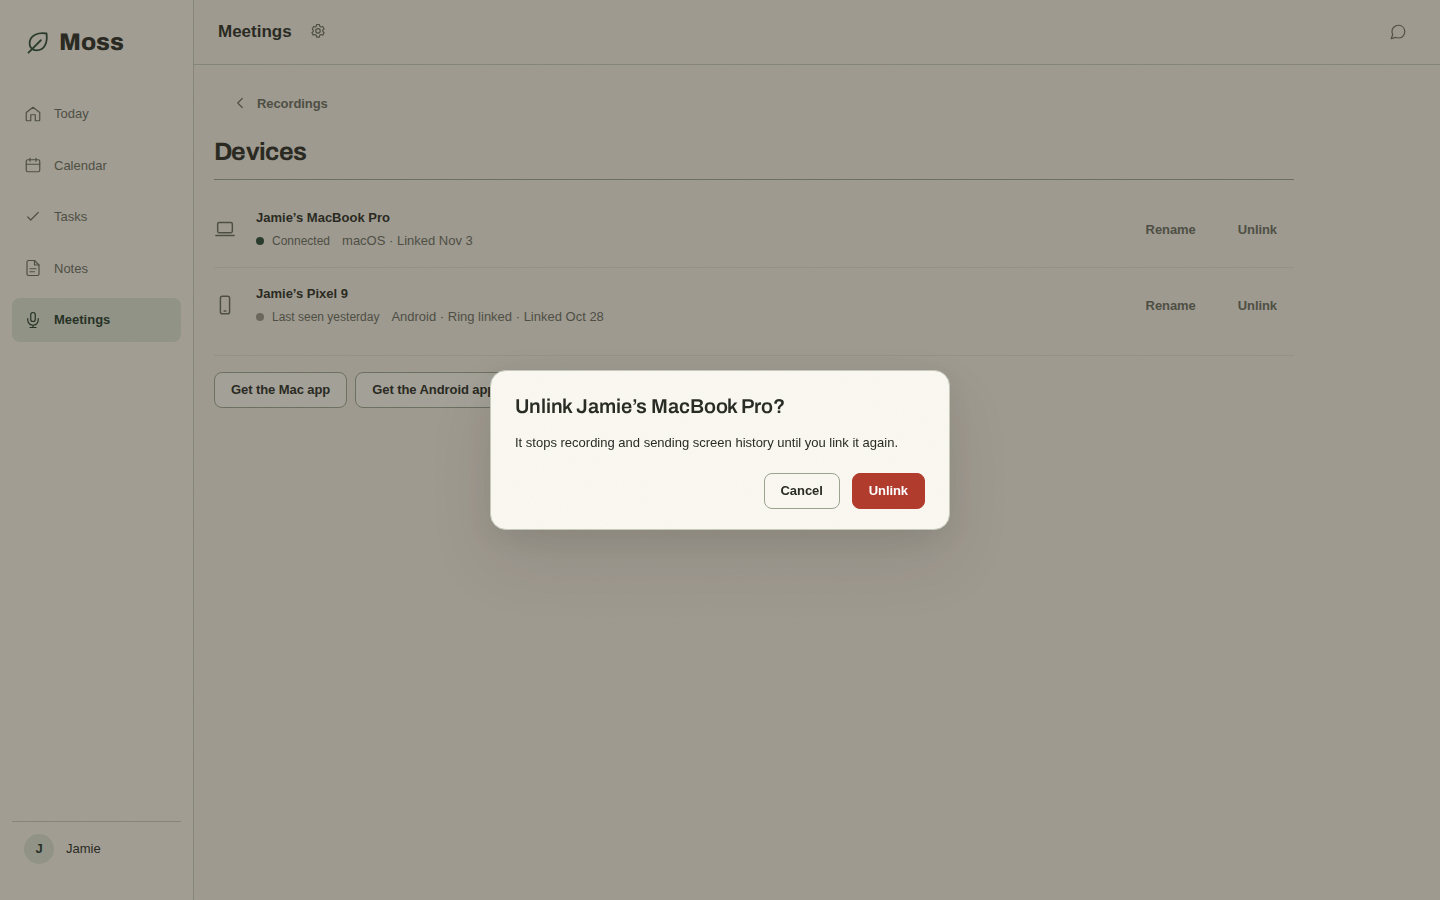 Moss
Today
Calendar
Tasks
Notes
Meetings
J
Jamie
Meetings
Recordings
Devices
Jamie’s MacBook Pro
Connected macOS · Linked Nov 3
Rename Unlink
Jamie’s Pixel 9
Last seen yesterday Android · Ring linked · Linked Oct 28
Rename Unlink
Get the Mac app Get the Android app
Unlink Jamie’s MacBook Pro?
It stops recording and sending screen history until you link it again.
Cancel Unlink